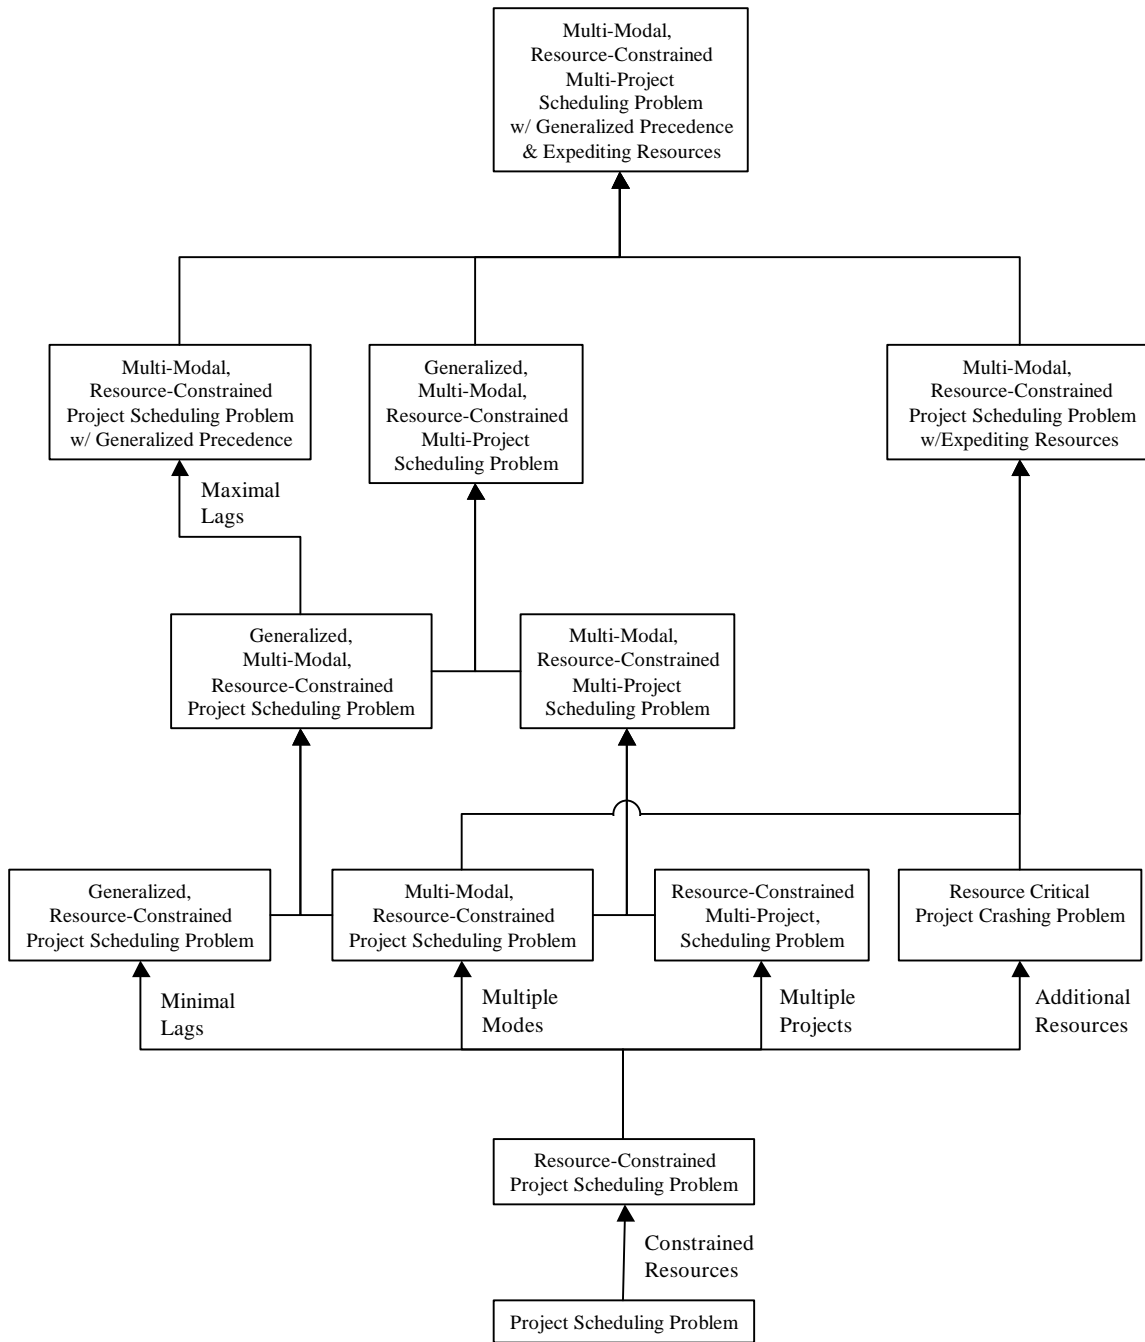 Multi-Modal,
Resource-Constrained
Multi-Project
Scheduling Problem
w/ Generalized Precedence
& Expediting Resources
Multi-Modal,
Resource-Constrained
Project Scheduling Problem
w/ Generalized Precedence
Generalized,
Multi-Modal,
Resource-Constrained
Multi-Project
Scheduling Problem
Multi-Modal,
Resource-Constrained
Project Scheduling Problem
w/Expediting Resources
Maximal
Lags
Generalized,
Multi-Modal,
Resource-Constrained
Project Scheduling Problem
Multi-Modal,
Resource-Constrained
Multi-Project
Scheduling Problem
Generalized,
Resource-Constrained
Project Scheduling Problem
Multi-Modal,
Resource-Constrained
Project Scheduling Problem
Resource-Constrained
Multi-Project,
Scheduling Problem
Resource Critical
Project Crashing Problem
Minimal
Lags
Multiple
Modes
Multiple
Projects
Additional
Resources
Resource-Constrained
Project Scheduling Problem
Constrained
Resources
Project Scheduling Problem